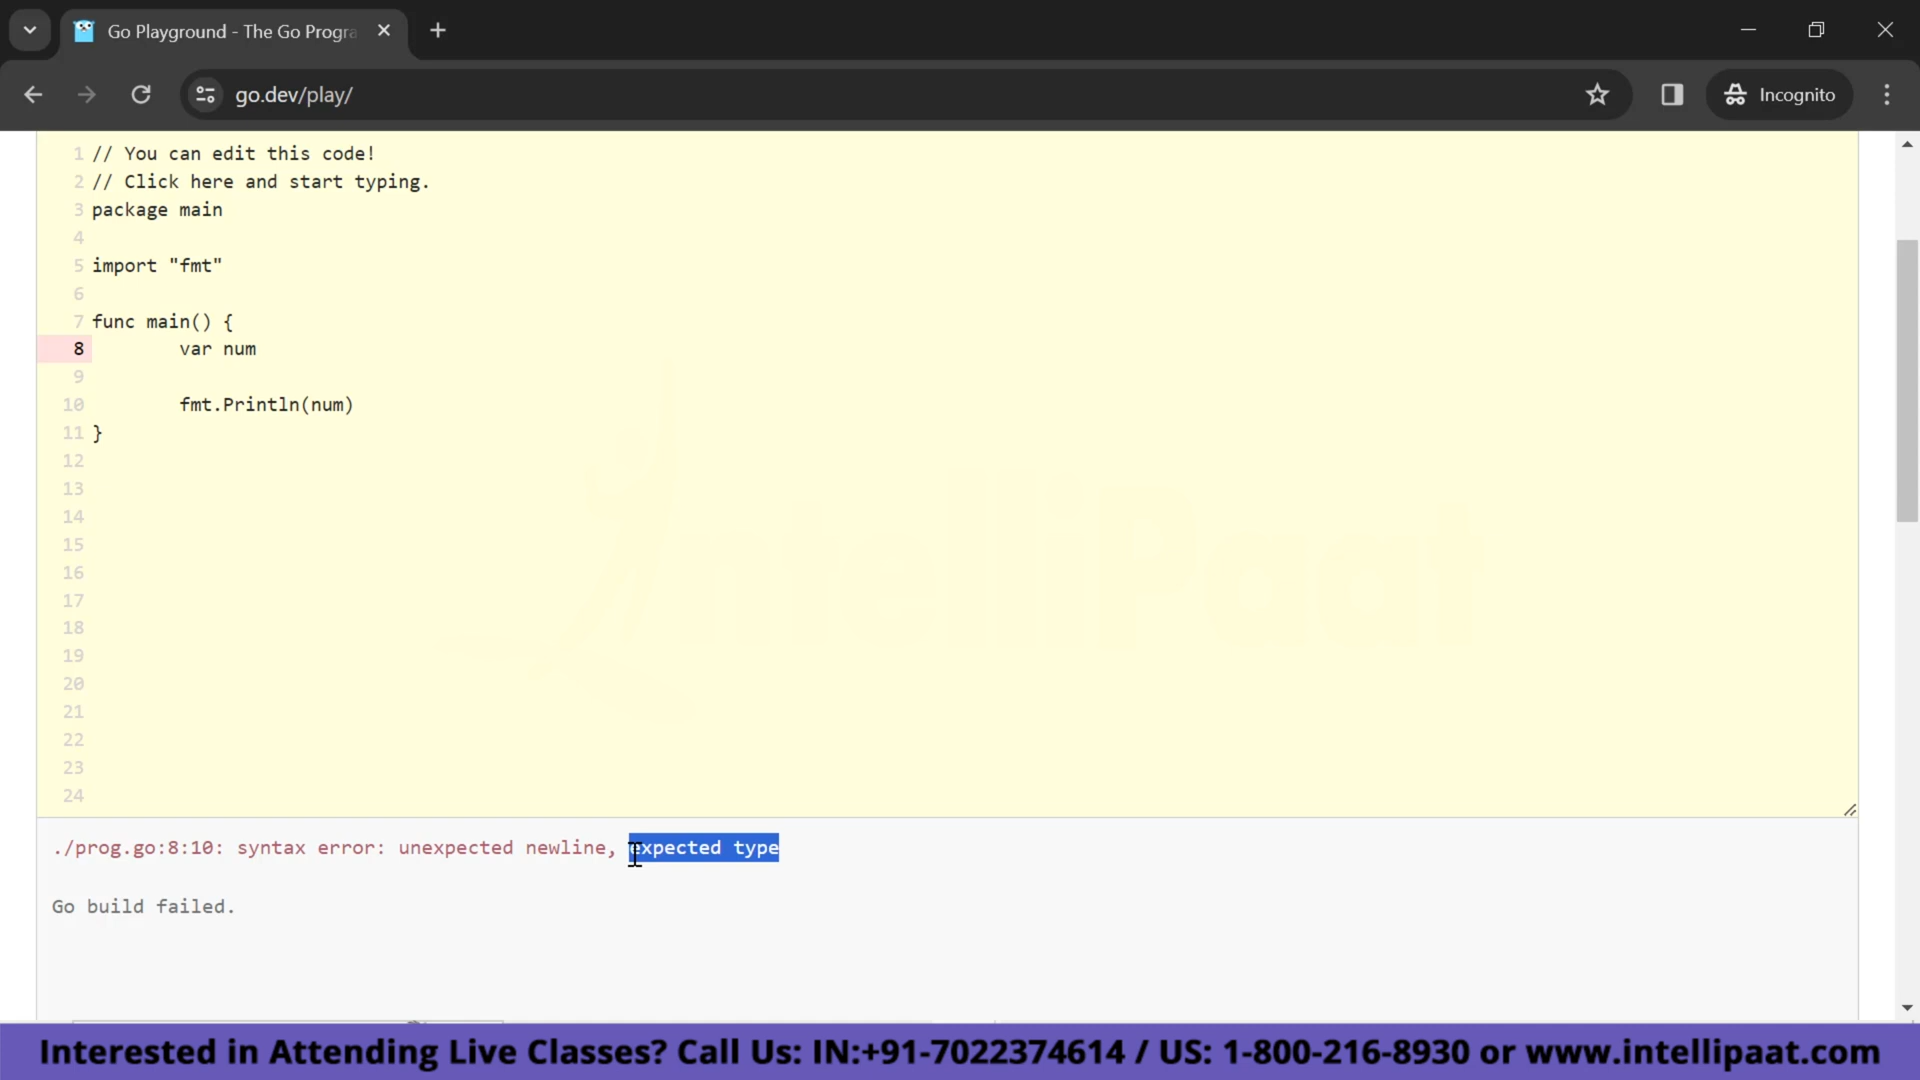 Go Playground - The Go Progra
go.dev/play/
Incognito
1 // You can edit this code!
2 // Click here and start typing.
3 package main
4
5 import "fmt"
6
7 func main() {
8 var num
9
10 fmt.Println(num)
11 }
12
13
14
15
16
17
18
19
20
21
22
23
24
IntelliPaat
./prog.go:8:10: syntax error: unexpected newline, expected type
Go build failed.
Interested in Attending Live Classes? Call Us: IN:+91-7022374614 / US: 1-800-216-8930 or www.intellipaat.com